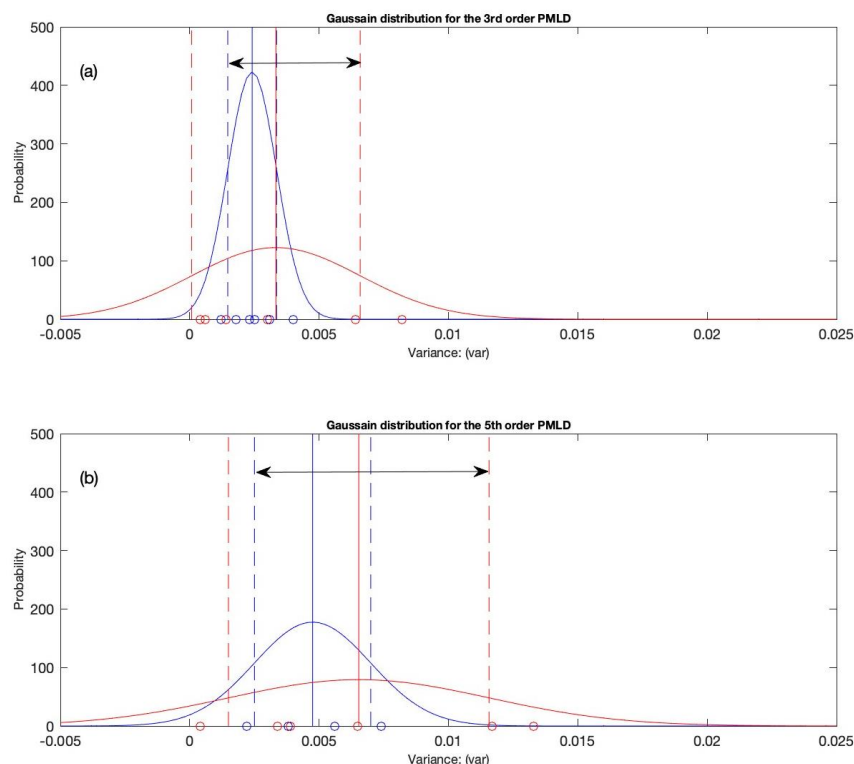 Gaussain distribution for the 3rd order PMLD
500
(a)
400
300
Probability
200
100
0
-0.005 0 0.005 0.01 0.015 0.02 0.025
Variance: (var)
Gaussain distribution for the 5th order PMLD
500
(b)
400
300
Probability
200
100
0
-0.005 0 0.005 0.01 0.015 0.02 0.025
Variance: (var)